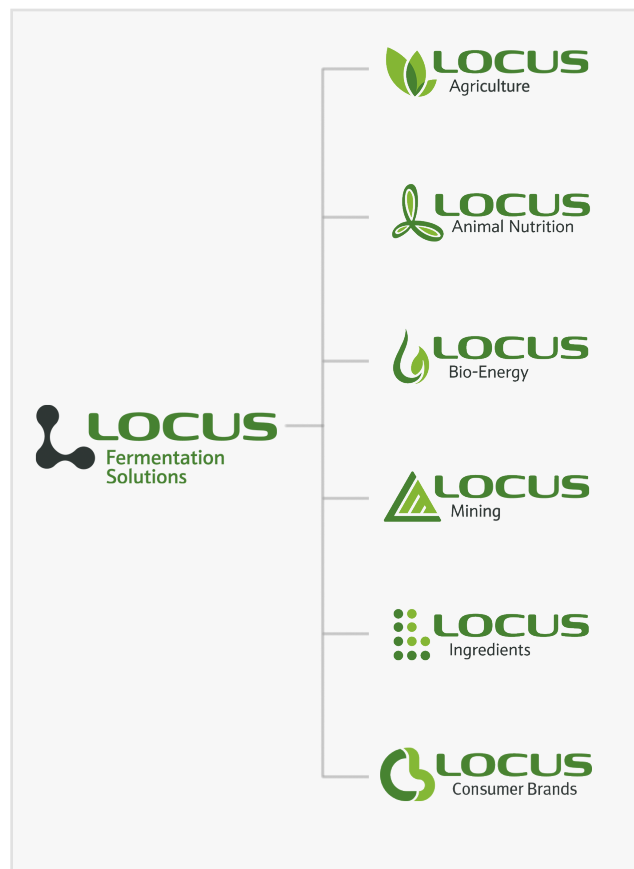 LOCUS
Fermentation
Solutions
LOCUS
Agriculture
LOCUS
Animal Nutrition
LOCUS
Bio-Energy
LOCUS
Mining
LOCUS
Ingredients
LOCUS
Consumer Brands